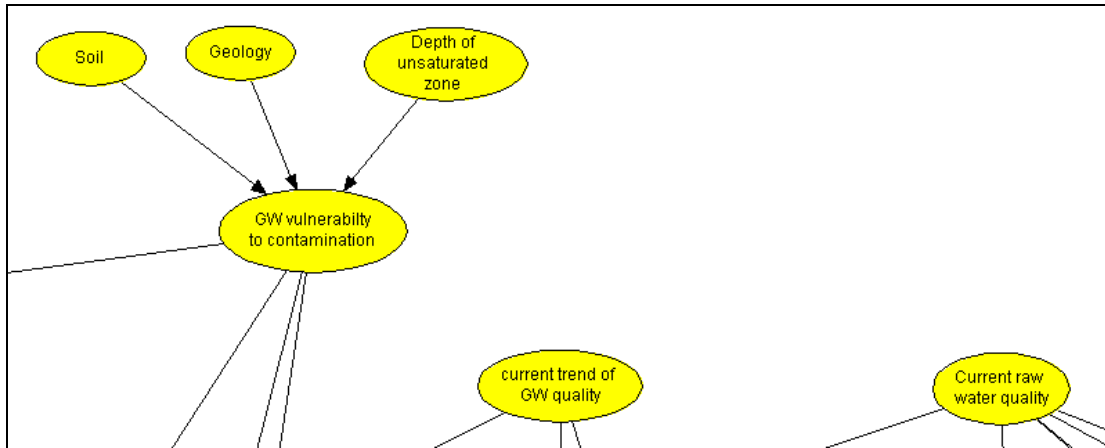 Soil
Geology
Depth of
unsaturated
zone
GW vulnerabilty
to contamination
current trend of
GW quality
Current raw
water quality